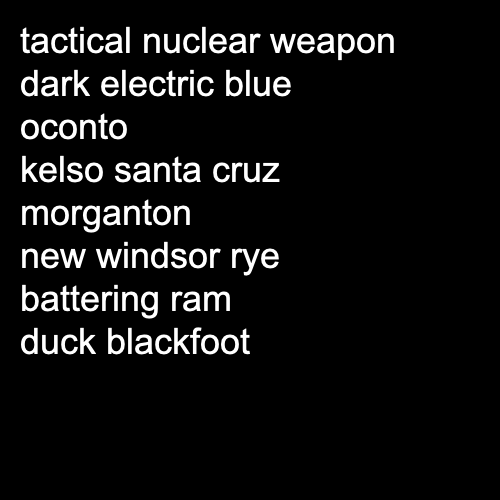 tactical nuclear weapon
dark electric blue
oconto
kelso santa cruz
morganton
new windsor rye
battering ram
duck blackfoot